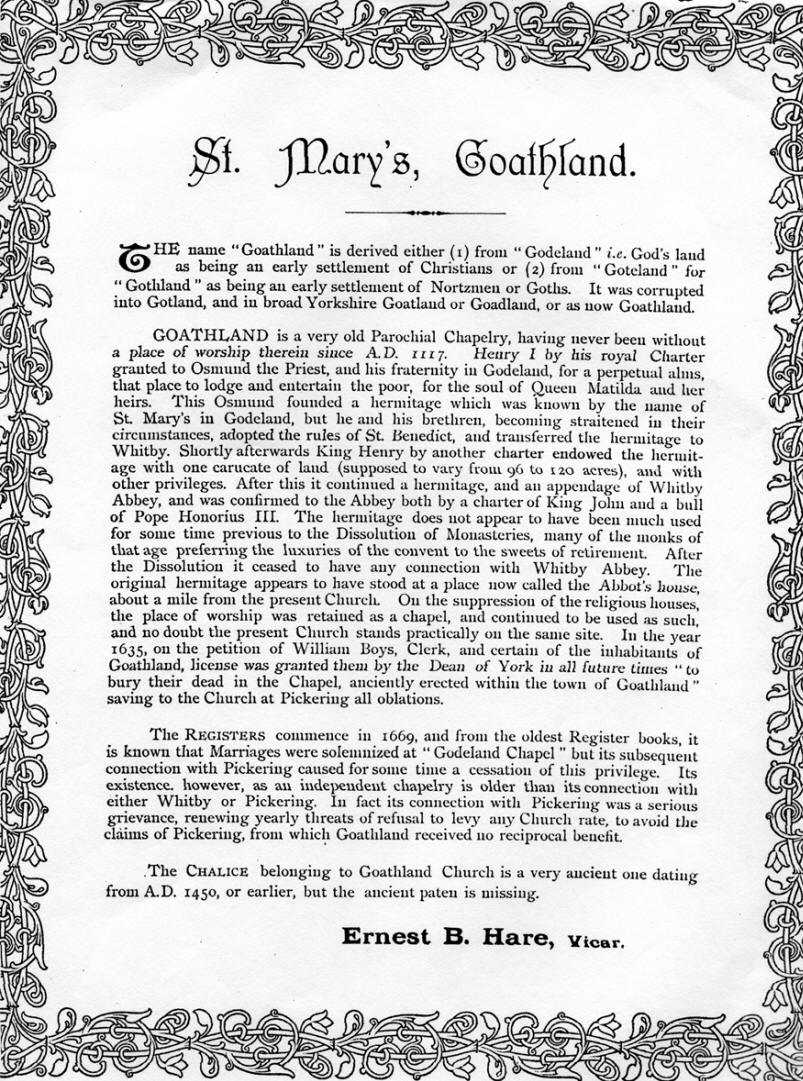 St. Mary's, Goathland.
THE name "Goathland" is derived either (1) from "Godeland" i.e. God's land
as being an early settlement of Christians or (2) from "Goteland" for
"Gothland" as being an early settlement of Nortzmen or Goths. It was corrupted
into Gotland, and in broad Yorkshire Goatland or Goadland, or as now Goathland.
GOATHLAND is a very old Parochial Chapelry, having never been without
a place of worship therein since A.D. 1117. Henry I by his royal Charter
granted to Osmund the Priest, and his fraternity in Godeland, for a perpetual alms,
that place to lodge and entertain the poor, for the soul of Queen Matilda and her
heirs. This Osmund founded a hermitage which was known by the name of
St. Mary's in Godeland, but he and his brethren, becoming straitened in their
circumstances, adopted the rules of St. Benedict, and transferred the hermitage to
Whitby. Shortly afterwards King Henry by another charter endowed the hermit-
age with one carucate of land (supposed to vary from 96 to 120 acres), and with
other privileges. After this it continued a hermitage, and an appendage of Whitby
Abbey, and was confirmed to the Abbey both by a charter of King John and a bull
of Pope Honorius III. The hermitage does not appear to have been much used
for some time previous to the Dissolution of Monasteries, many of the monks of
that age preferring the luxuries of the convent to the sweets of retirement. After
the Dissolution it ceased to have any connection with Whitby Abbey. The
original hermitage appears to have stood at a place now called the Abbot's house,
about a mile from the present Church. On the suppression of the religious houses,
the place of worship was retained as a chapel, and continued to be used as such,
and no doubt the present Church stands practically on the same site. In the year
1635, on the petition of William Boys, Clerk, and certain of the inhabitants of
Goathland, license was granted them by the Dean of York in all future times "to
bury their dead in the Chapel, anciently erected within the town of Goathland"
saving to the Church at Pickering all oblations.
The REGISTERS commence in 1669, and from the oldest Register books, it
is known that Marriages were solemnized at "Godeland Chapel" but its subsequent
connection with Pickering caused for some time a cessation of this privilege. Its
existence. however, as an independent chapelry is older than its connection with
either Whitby or Pickering. In fact its connection with Pickering was a serious
grievance, renewing yearly threats of refusal to levy any Church rate, to avoid the
claims of Pickering, from which Goathland received no reciprocal benefit.
.The CHALICE belonging to Goathland Church is a very ancient one dating
from A.D. 1450, or earlier, but the ancient paten is missing.
Ernest B. Hare, Vicar.